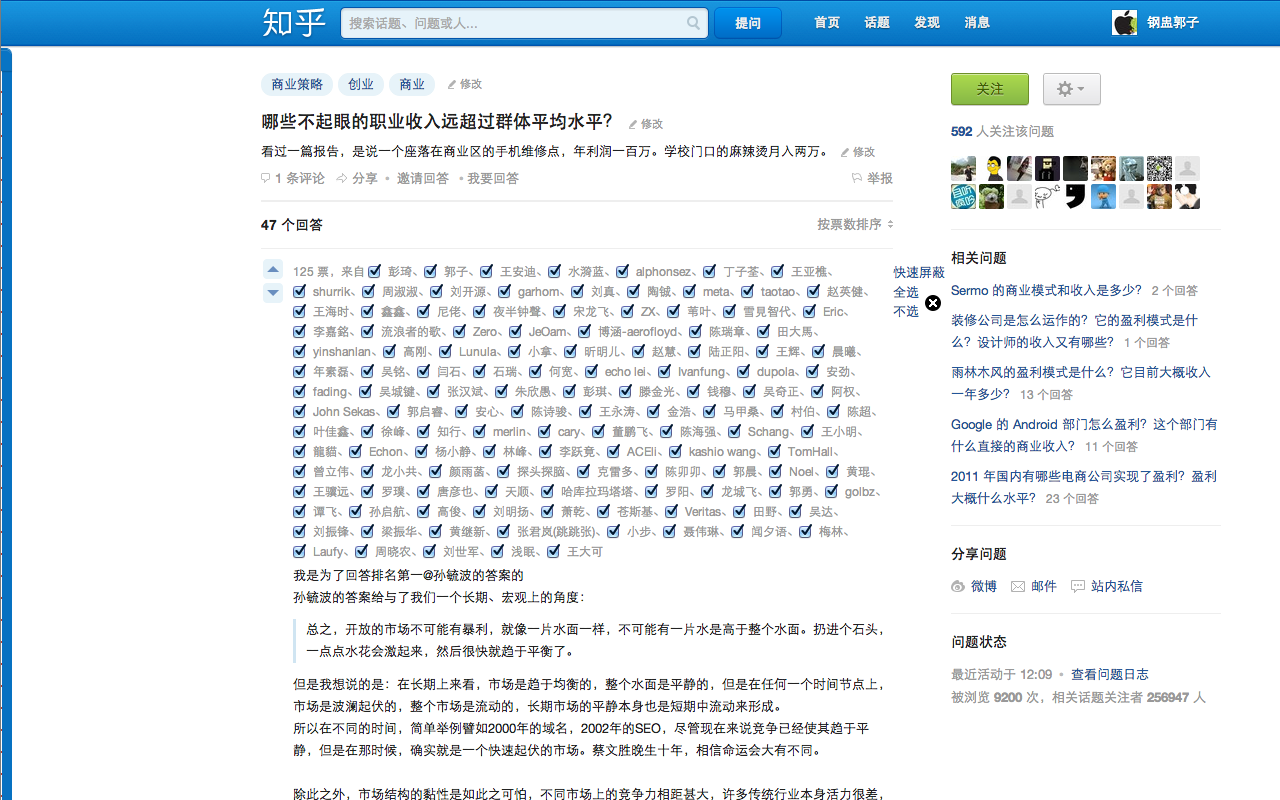 知乎
搜索话题、问题或人...
提问
首页 话题 发现 消息
钢蛊郭子
商业策略 创业 商业 修改
哪些不起眼的职业收入远超过群体平均水平？ 修改
看过一篇报告，是说一个座落在商业区的手机维修点，年利润一百万。学校门口的麻辣烫月入两万。 修改
1 条评论 分享 • 邀请回答 • 我要回答 举报
47 个回答 按票数排序
125 票，来自 彭琦、 郭子、 王安迪、 水漪蓝、 alphonsez、 丁子荃、 王亚樵、
shurrik、 周淑淑、 刘开源、 garhom、 刘真、 陶铖、 meta、 taotao、 赵英健、
王海时、 鑫鑫、 尼佬、 夜半钟聲、 宋龙飞、 ZX、 苇叶、 雪見智代、 Eric、
李嘉銘、 流浪者的歌、 Zero、 JeOam、 博涵-aerofloyd、 陈瑞章、 田大馬、
yinshanlan、 高刚、 Lunula、 小拿、 昕明儿、 赵慧、 陆正阳、 王辉、 晨曦、
年素磊、 吴铭、 闫石、 石瑞、 何宽、 echo lei、 Ivanfung、 dupola、 安劲、
fading、 吴城键、 张汉斌、 朱欣愚、 彭琪、 滕金光、 钱穆、 吴奇正、 阿权、
John Sekas、 郭启睿、 安心、 陈诗骏、 王永涛、 金浩、 马甲桑、 村伯、 陈超、
叶佳鑫、 徐峰、 知行、 merlin、 cary、 董鹏飞、 陈海强、 Schang、 王小明、
龍貓、 Echon、 杨小静、 林峰、 李跃竟、 ACEli、 kashio wang、 TomHall、
曾立伟、 龙小共、 颜雨菡、 探头探脑、 克雷多、 陈卯卯、 郭晨、 Noel、 黄琨、
王骥远、 罗璞、 唐彦也、 天顺、 哈库拉玛塔塔、 罗阳、 龙城飞、 郭勇、 golbz、
谭飞、 孙启航、 高俊、 刘明扬、 萧乾、 苍斯基、 Veritas、 田野、 吴达、
刘振锋、 梁振华、 黄继新、 张君岚(跳跳张)、 小步、 聂伟琳、 闻夕语、 梅林、
Laufy、 周晓农、 刘世军、 浅眠、 王大可
快速屏蔽
全选
不选
我是为了回答排名第一@孙毓波的答案的
孙毓波的答案给与了我们一个长期、宏观上的角度：
总之，开放的市场不可能有暴利，就像一片水面一样，不可能有一片水是高于整个水面。扔进个石头，
一点点水花会激起来，然后很快就趋于平衡了。
但是我想说的是：在长期上来看，市场是趋于均衡的，整个水面是平静的，但是在任何一个时间节点上，
市场是波澜起伏的，整个市场是流动的，长期市场的平静本身也是短期中流动来形成。
所以在不同的时间，简单举例譬如2000年的域名，2002年的SEO，尽管现在来说竞争已经使其趋于平
静，但是在那时候，确实就是一个快速起伏的市场。蔡文胜晚生十年，相信命运会大有不同。
除此之外，市场结构的黏性是如此之可怕，不同市场上的竞争力相距甚大，许多传统行业本身活力很差，
关注
592 人关注该问题
相关问题
Sermo 的商业模式和收入是多少？ 2 个回答
装修公司是怎么运作的？它的盈利模式是什
么？设计师的收入又有哪些？ 1 个回答
雨林木风的盈利模式是什么？它目前大概收入
一年多少？ 13 个回答
Google 的 Android 部门怎么盈利？这个部门有
什么直接的商业收入？ 11 个回答
2011 年国内有哪些电商公司实现了盈利？盈利
大概什么水平？ 23 个回答
分享问题
微博 邮件 站内私信
问题状态
最近活动于 12:09 • 查看问题日志
被浏览 9200 次，相关话题关注者 256947 人